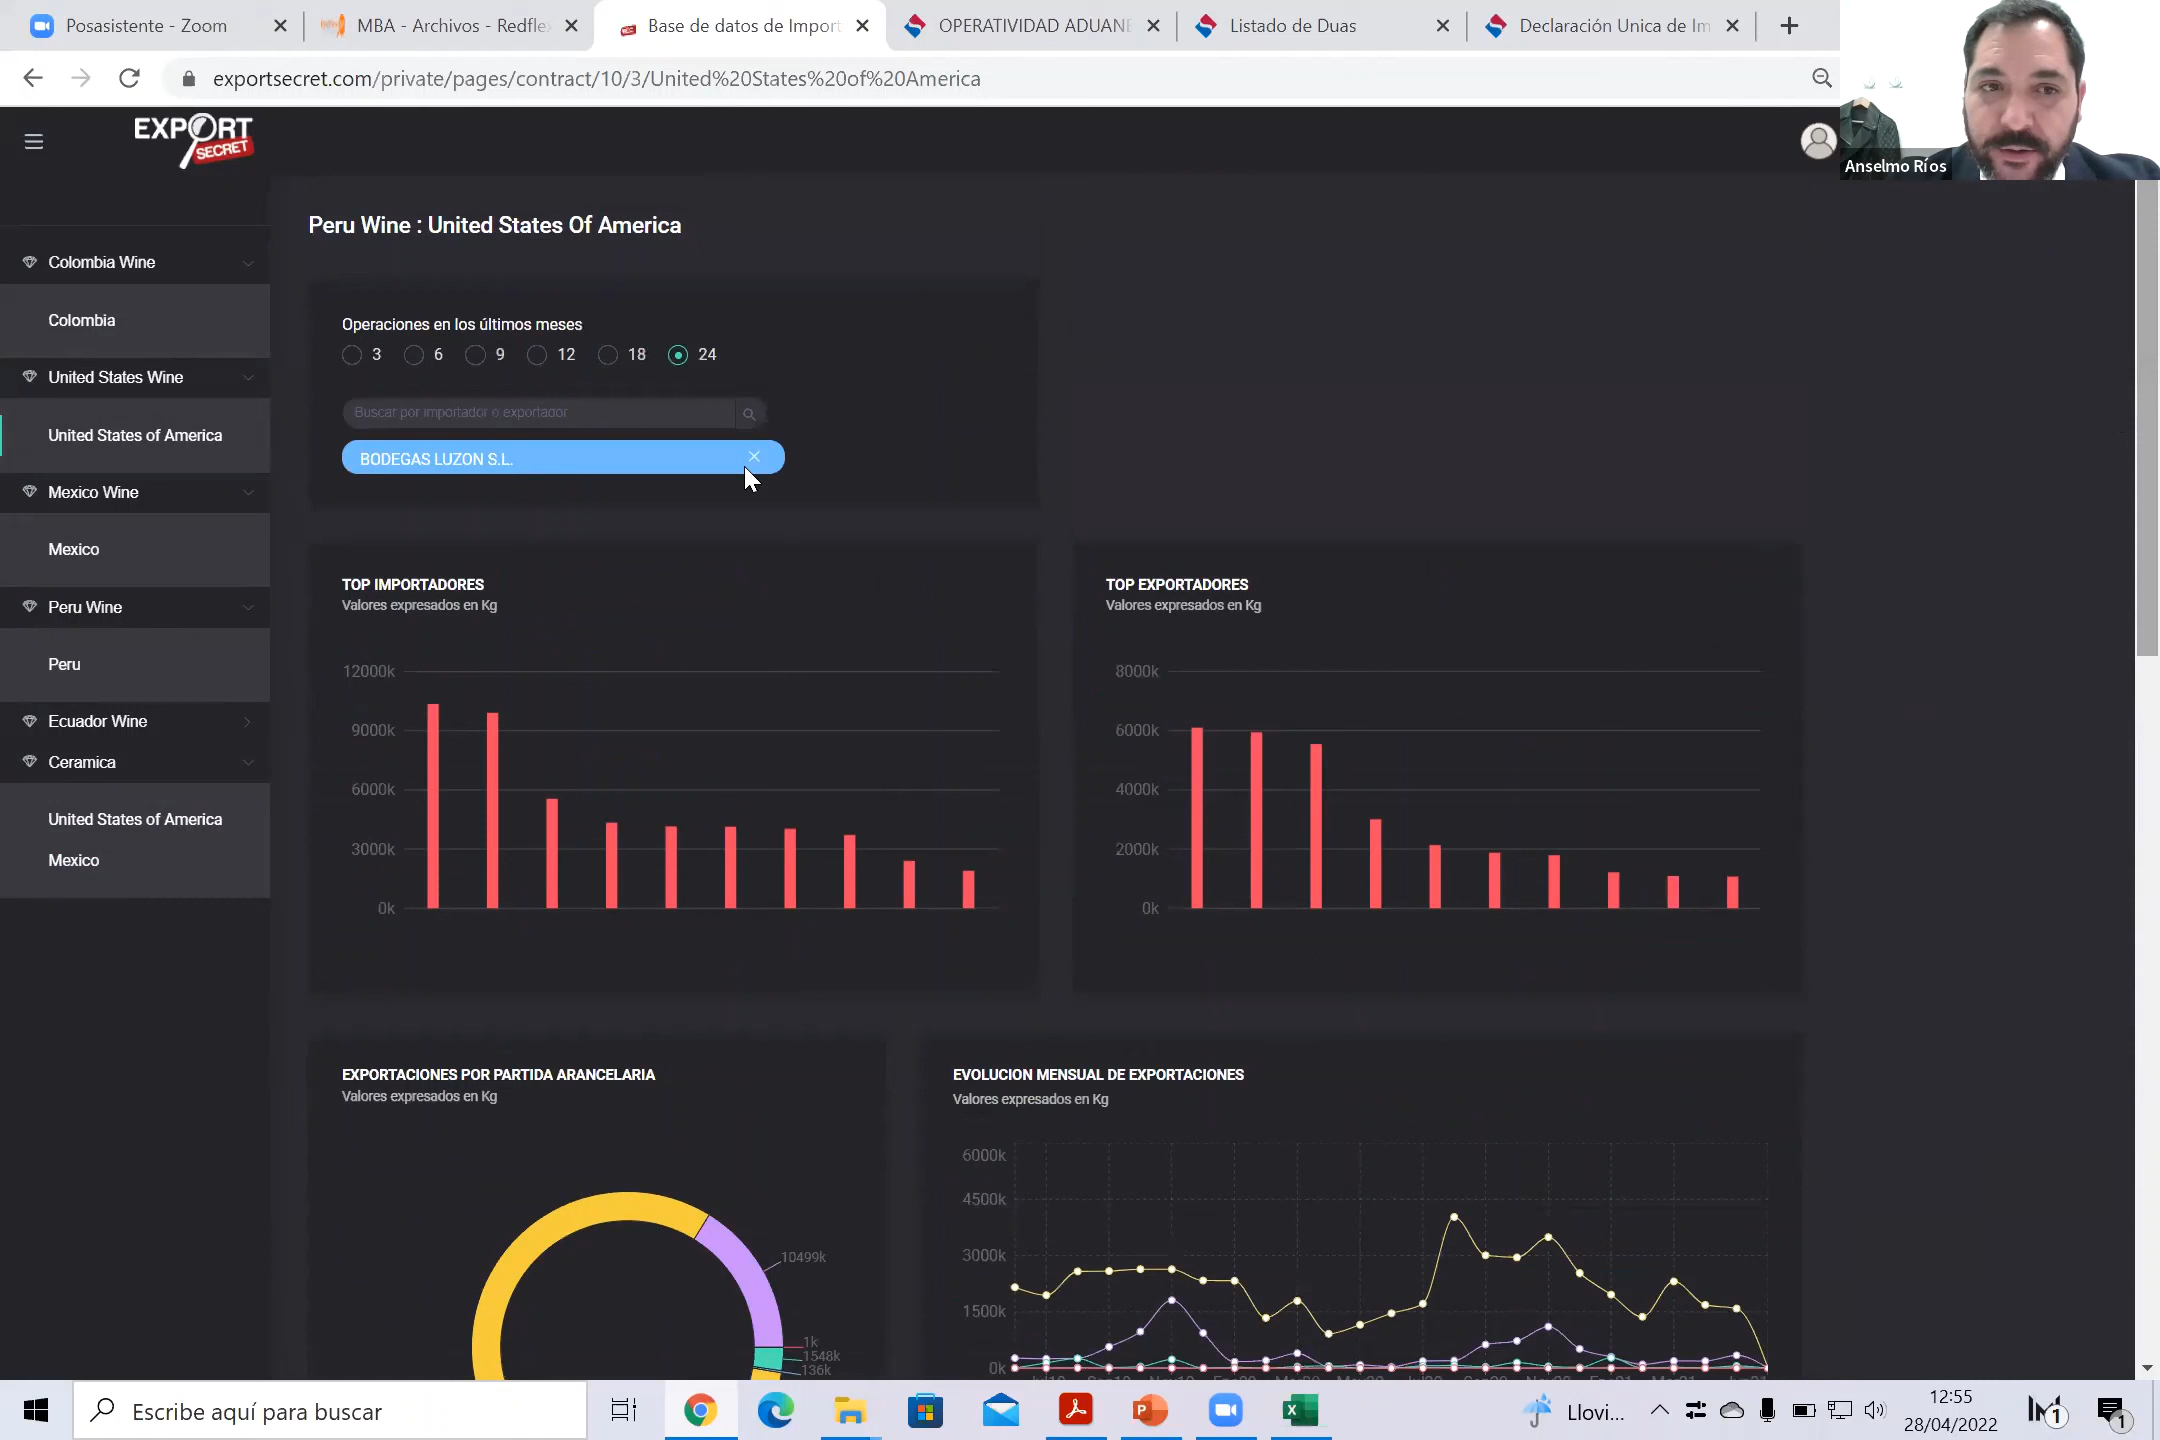 Posasistente - Zoom
MBA - Archivos - Redfle
Base de datos de Import
OPERATIVIDAD ADUANE
Listado de Duas
Declaración Unica de Im
exportsecret.com/private/pages/contract/10/3/United%20States%20of%20America
EXPORT
SECRET
Anselmo Ríos
Colombia Wine
Colombia
United States Wine
United States of America
Mexico Wine
Mexico
Peru Wine
Peru
Ecuador Wine
Ceramica
United States of America
Mexico
Peru Wine : United States Of America
Operaciones en los últimos meses
3 6 9 12 18 24
Buscar por importador o exportador
BODEGAS LUZON S.L.
TOP IMPORTADORES
Valores expresados en Kg
12000k
9000k
6000k
3000k
0k
TOP EXPORTADORES
Valores expresados en Kg
8000k
6000k
4000k
2000k
0k
EXPORTACIONES POR PARTIDA ARANCELARIA
Valores expresados en Kg
10499k
1k
1548k
136k
EVOLUCION MENSUAL DE EXPORTACIONES
Valores expresados en Kg
6000k
4500k
3000k
1500k
0k
Escribe aquí para buscar
Llovi...
12:55
28/04/2022
1
1